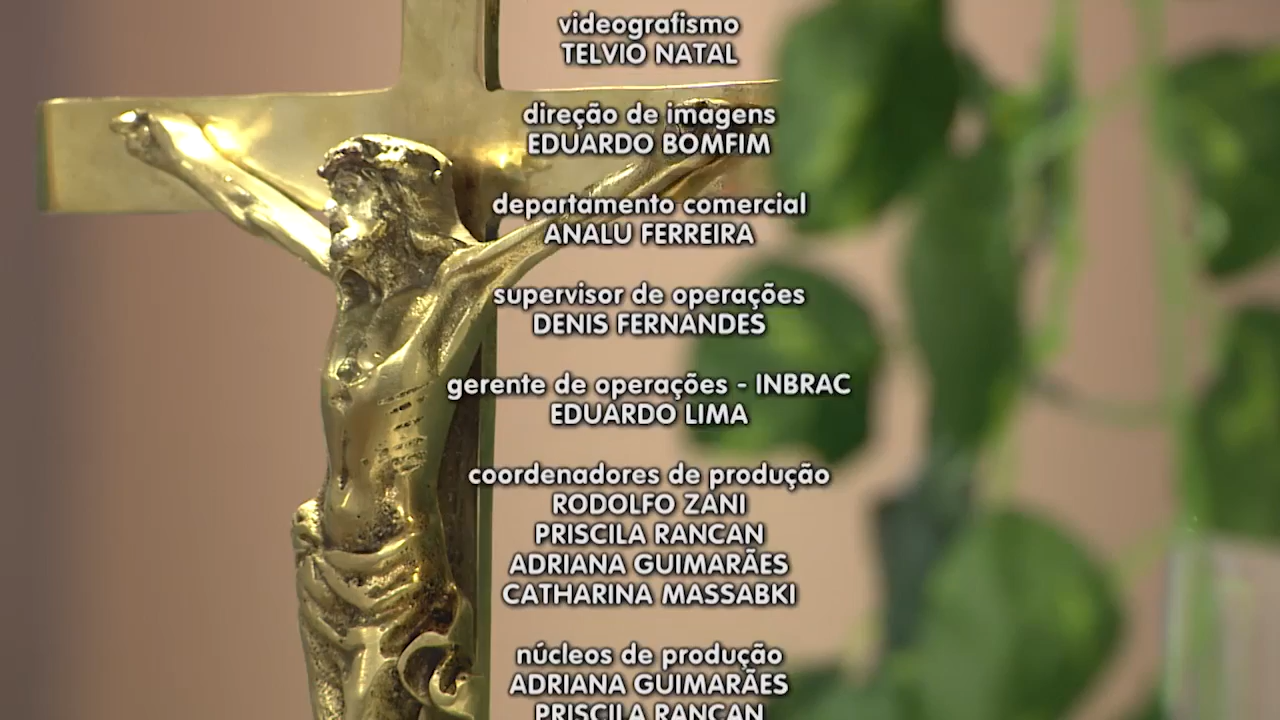 videografismo
TELVIO NATAL
direção de imagens
EDUARDO BOMFIM
departamento comercial
ANALU FERREIRA
supervisor de operações
DENIS FERNANDES
gerente de operações - INBRAC
EDUARDO LIMA
coordenadores de produção
RODOLFO ZANI
PRISCILA RANCAN
ADRIANA GUIMARÃES
CATHARINA MASSABKI
núcleos de produção
ADRIANA GUIMARÃES
PRISCILA RANCAN